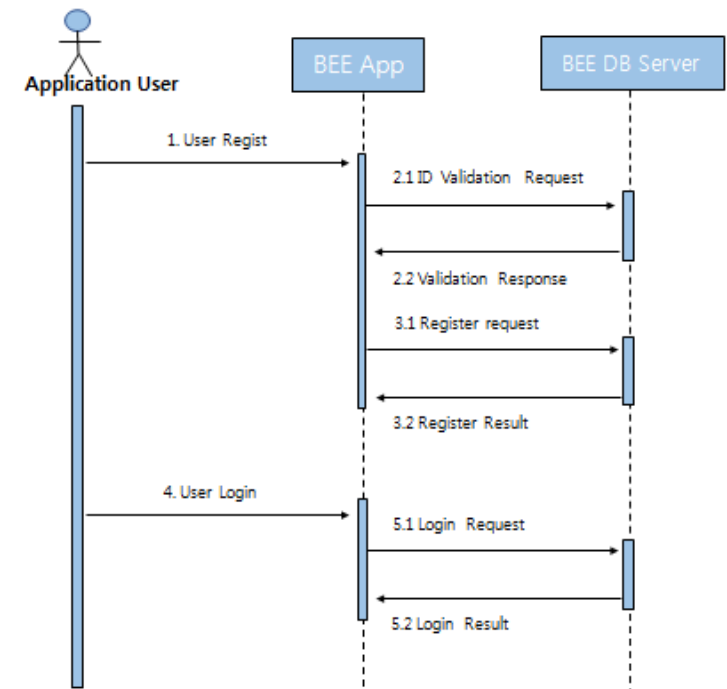 Application User
BEE App
BEE DB Server
1. User Regist
2.1 ID Validation Request
2.2 Validation Response
3.1 Register request
3.2 Register Result
4. User Login
5.1 Login Request
5.2 Login Result